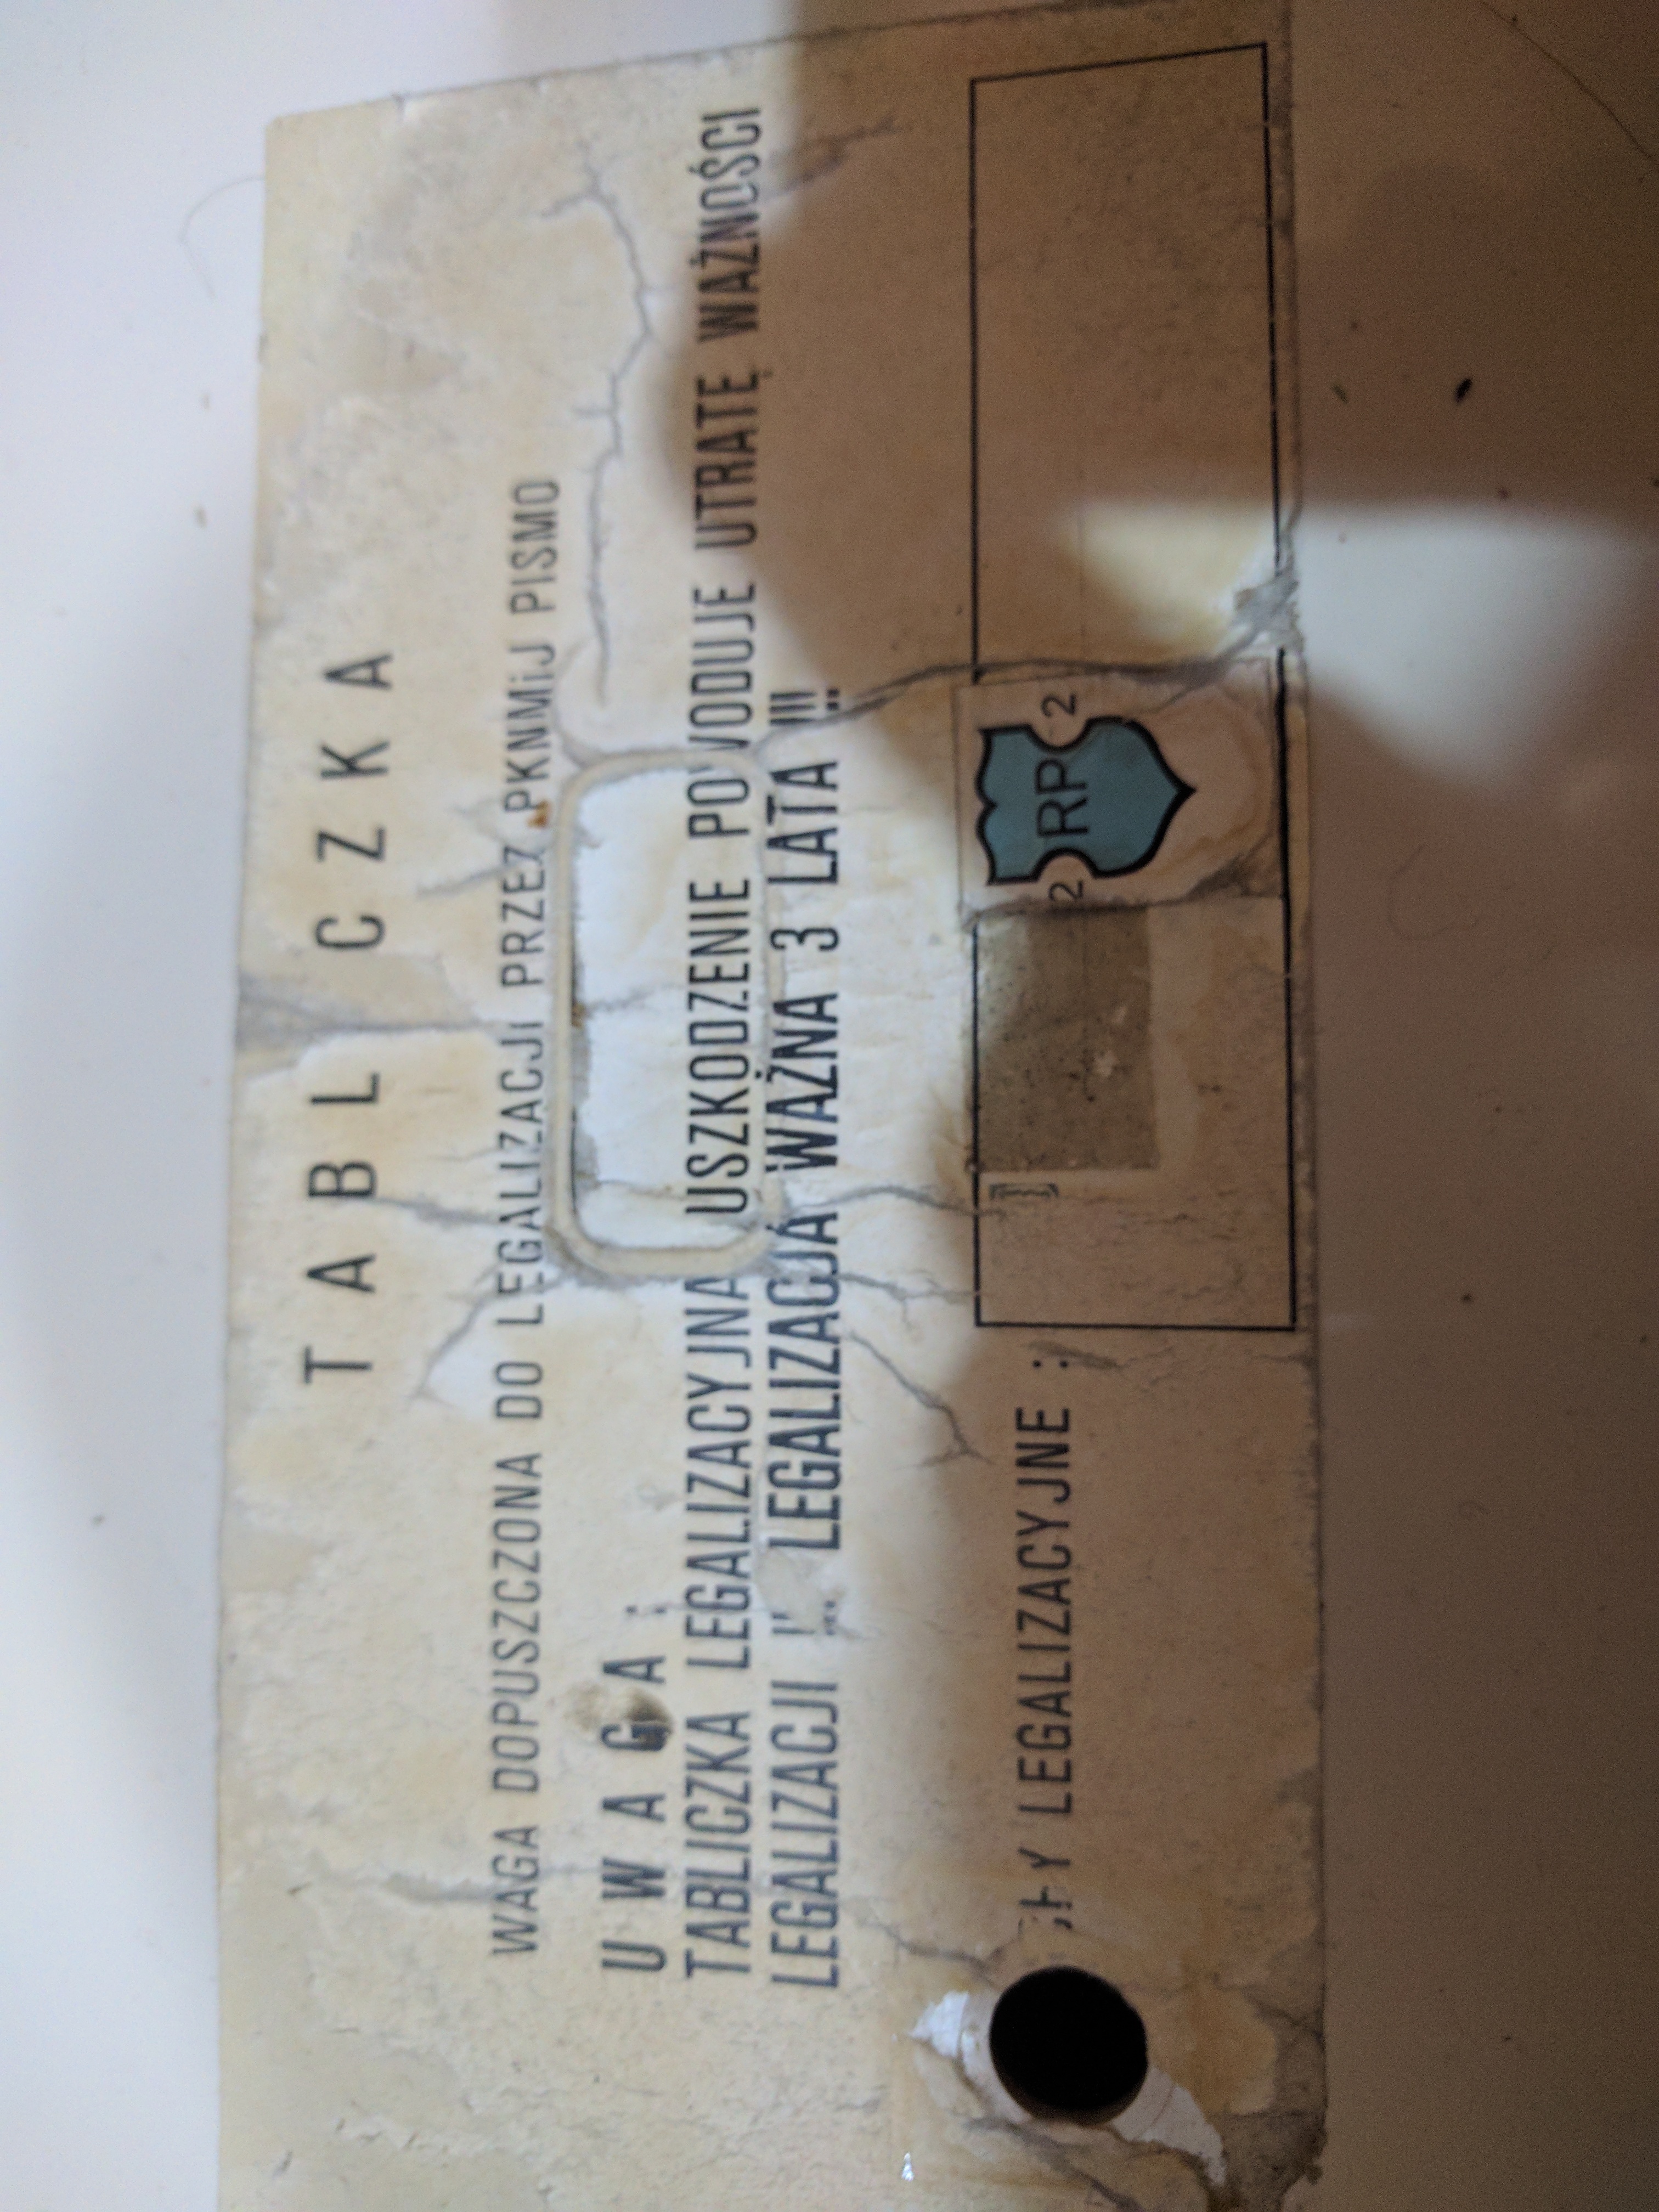 TABLCZKA
WAGA DOPUSZCZONA DO LEGALIZACJI PRZEZ PKNMiJ PISMO
UWAGA:
TABLICZKA LEGALIZACYJNA USZKODZENIE POWODUJE UTRATĘ WAŻNOŚCI
LEGALIZACJI !!! LEGALIZACJA WAŻNA 3 LATA !!!
LEGALIZACYJNE :
2 RP 2